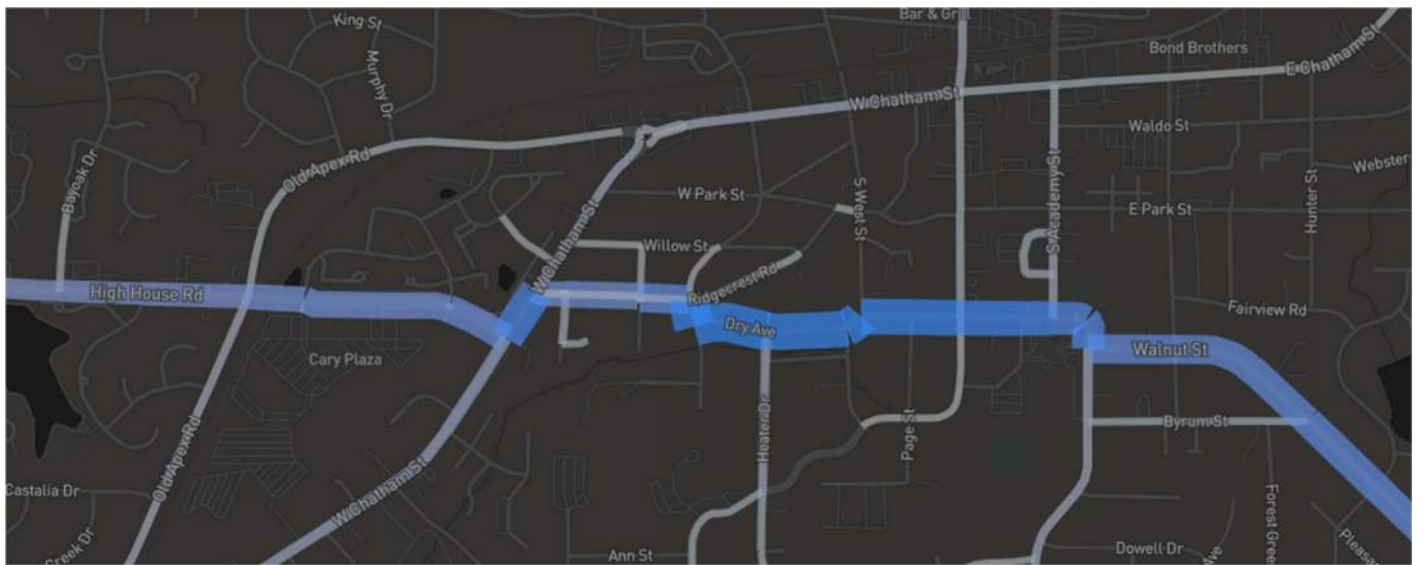 King St
Murphy Dr
Bar & Grill
Bond Brothers
E Chatham St
W Chatham St
Waldo St
Old Apex Rd
Bayoak Dr
Webster
W Park St
S West St
E Park St
S Academy St
Hunter St
W Chatham St
Willow St
Ridgecrest Rd
High House Rd
Fairview Rd
Dry Ave
Cary Plaza
Walnut St
Heater Dr
Page St
Byrum St
Old Apex Rd
W Chatham St
Castalia Dr
Creek Dr
Ann St
Dowell Dr
Ave
Forest Gree
Pleasa